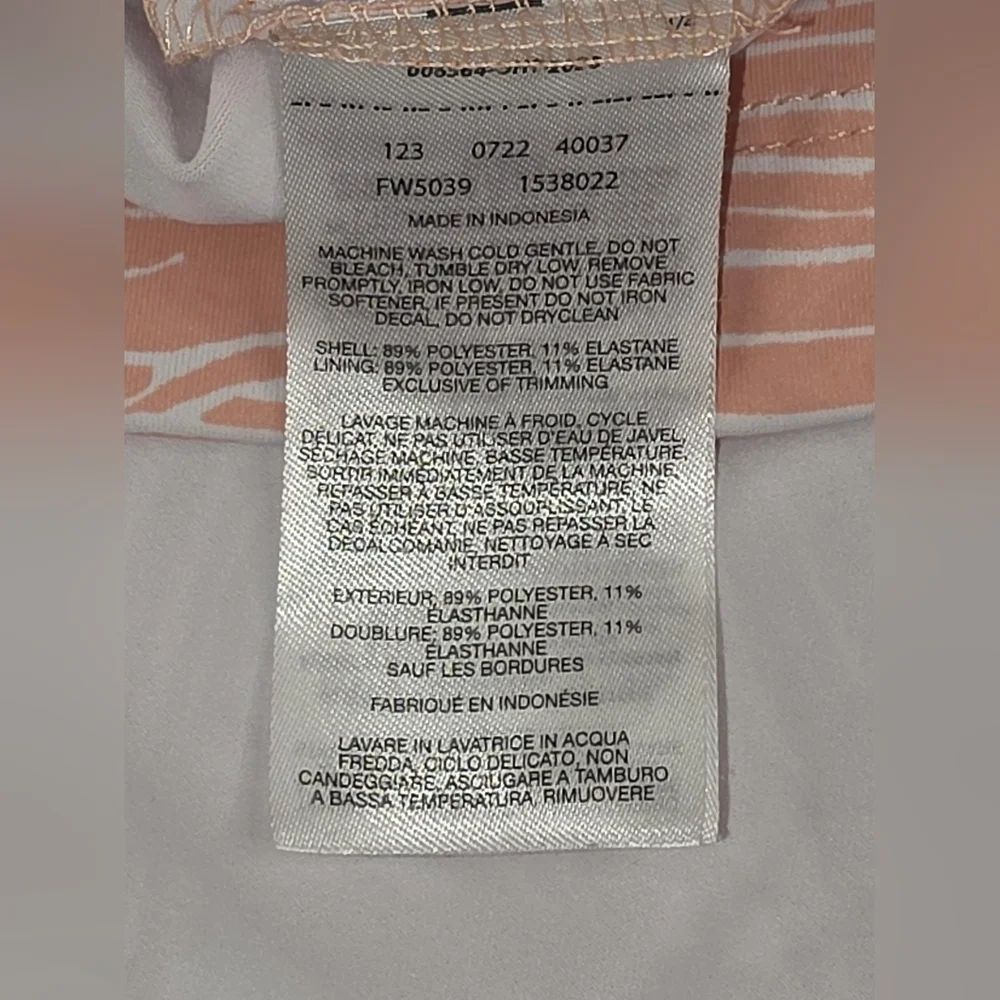 123 0722 40037
FW5039 1538022
MADE IN INDONESIA
MACHINE WASH COLD GENTLE, DO NOT
BLEACH, TUMBLE DRY LOW, REMOVE
PROMPTLY, IRON LOW, DO NOT USE FABRIC
SOFTENER, IF PRESENT DO NOT IRON
DECAL, DO NOT DRYCLEAN
SHELL: 89% POLYESTER, 11% ELASTANE
LINING: 89% POLYESTER, 11% ELASTANE
EXCLUSIVE OF TRIMMING
LAVAGE MACHINE À FROID, CYCLE
DÉLICAT, NE PAS UTILISER D'EAU DE JAVEL,
SÉCHAGE MACHINE, BASSE TEMPÉRATURE,
SORTIR IMMÉDIATEMENT DE LA MACHINE,
REPASSER À BASSE TEMPÉRATURE, NE
PAS UTILISER D'ASSOUPLISSANT, LE
CAS ÉCHÉANT, NE PAS REPASSER LA
DÉCALCOMANIE, NETTOYAGE À SEC
INTERDIT
EXTÉRIEUR: 89% POLYESTER, 11%
ÉLASTHANNE
DOUBLURE: 89% POLYESTER, 11%
ÉLASTHANNE
SAUF LES BORDURES
FABRIQUÉ EN INDONÉSIE
LAVARE IN LAVATRICE IN ACQUA
FREDDA, CICLO DELICATO, NON
CANDEGGIARE, ASCIUGARE A TAMBURO
A BASSA TEMPERATURA, RIMUOVERE